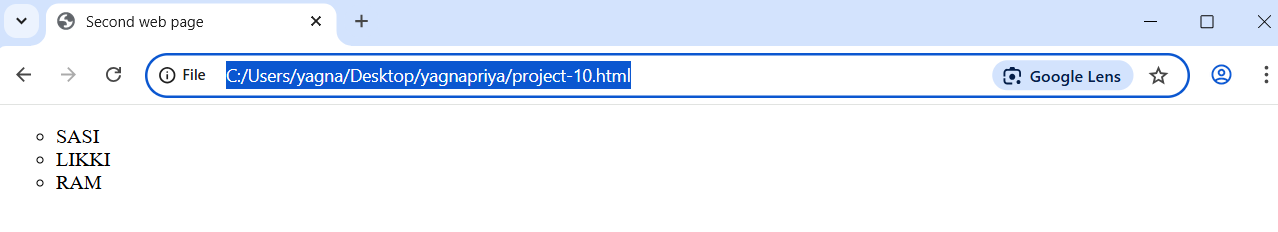 Second web page
File C:/Users/yagna/Desktop/yagnapriya/project-10.html Google Lens
SASI
LIKKI
RAM